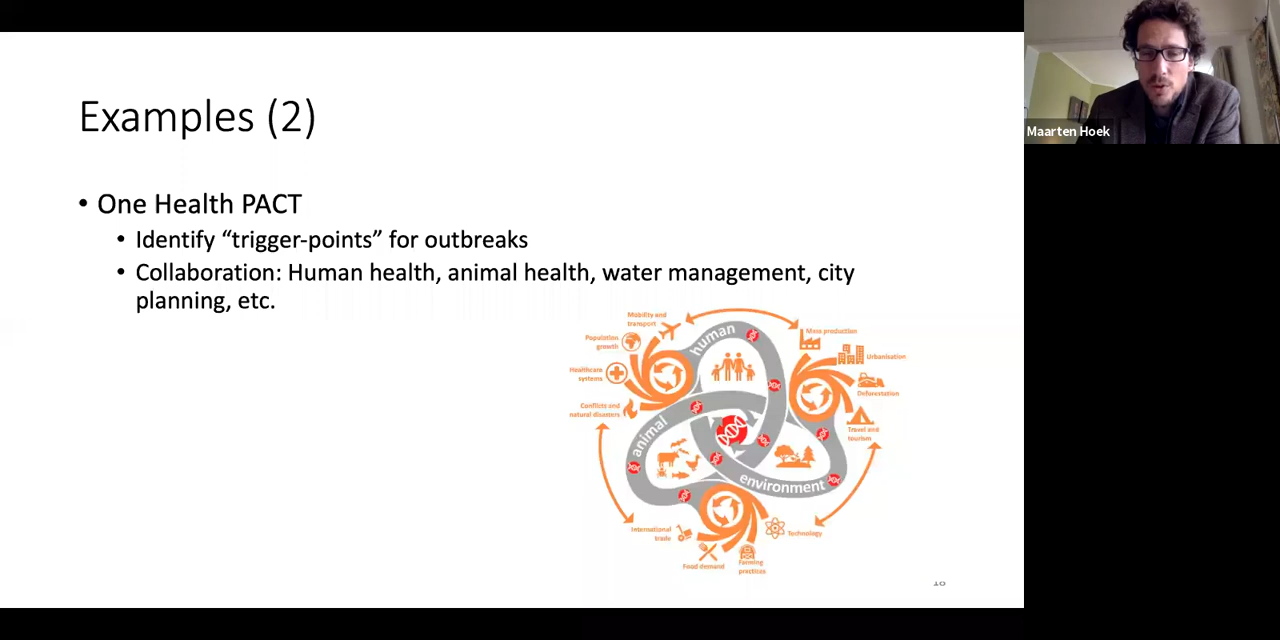 Examples (2)
• One Health PACT
• Identify “trigger-points” for outbreaks
• Collaboration: Human health, animal health, water management, city
planning, etc.
Maarten Hoek
Mobility and
transport
Population
growth
Healthcare
systems
Conflicts and
natural disasters
human
animal
environment
Mass production
Urbanisation
Deforestation
Travel and
tourism
International
trade
Food demand
Farming
practices
Technology